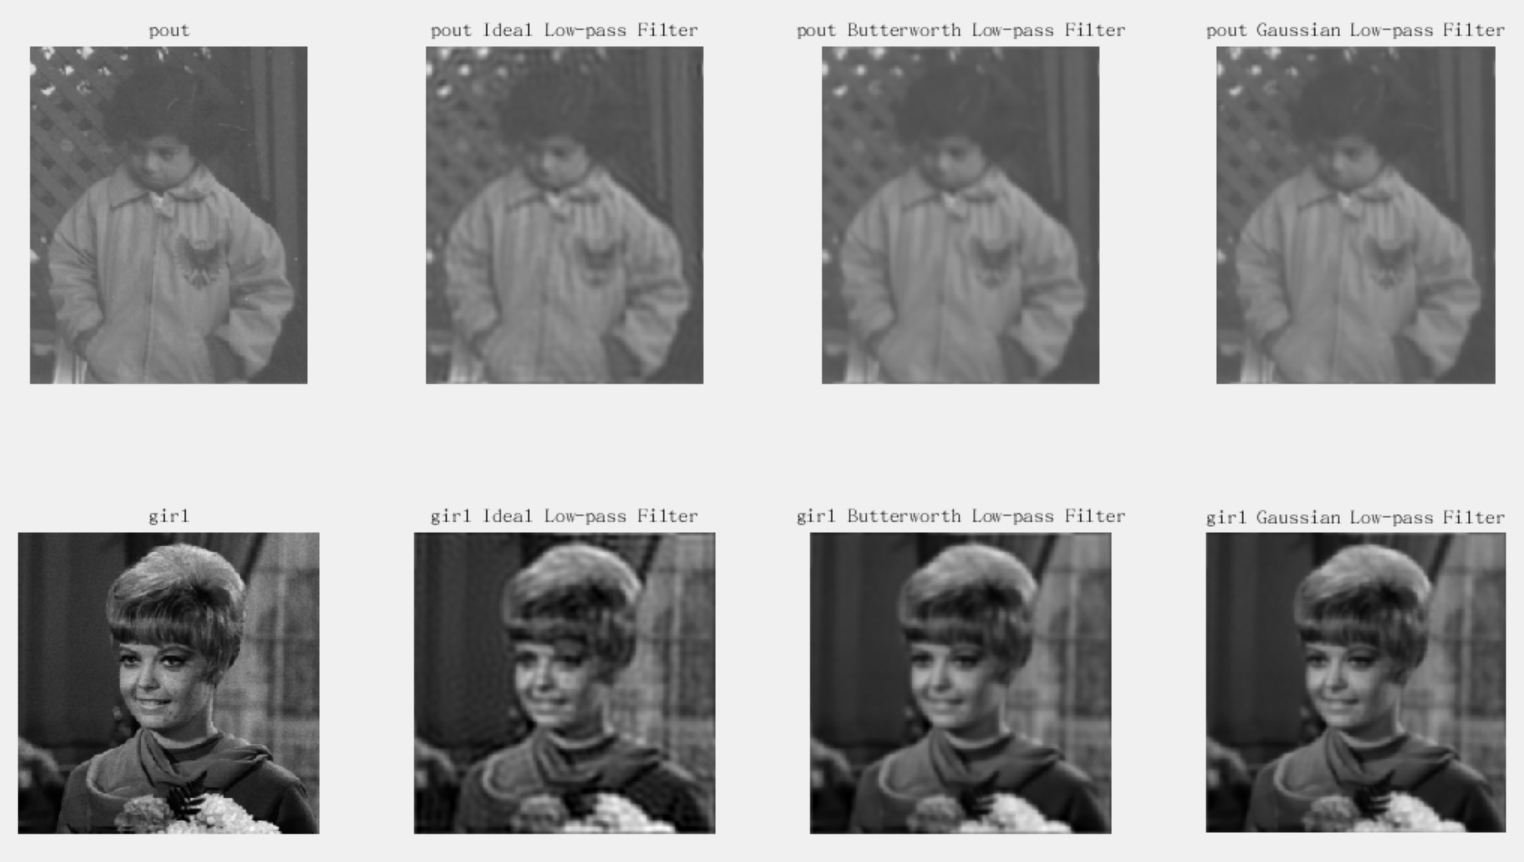 pout
pout Ideal Low-pass Filter
pout Butterworth Low-pass Filter
pout Gaussian Low-pass Filter
girl
girl Ideal Low-pass Filter
girl Butterworth Low-pass Filter
girl Gaussian Low-pass Filter